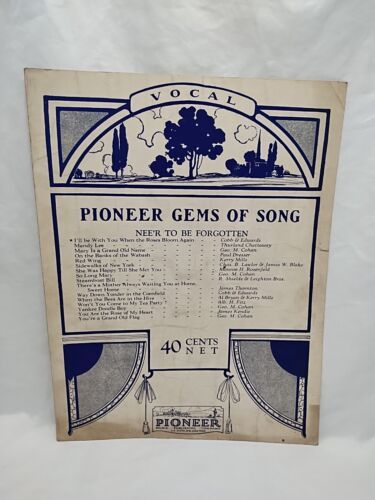 VOCAL
PIONEER GEMS OF SONG
NE'ER TO BE FORGOTTEN
* I'll be With You When the Roses Bloom Again - Cobb & Edwards
Mandy Lee - Thurland Chattaway
Mary is a Grand Old Name - Geo. M. Cohan
On the Banks of the Wabash - Paul Dresser
Red Wing - Kerry Mills
Sidewalks of New York - Chas. B. Lawlor & James W. Blake
She Was Happy Till She Met You - Monroe H. Rosenfeld
So Long Mary - Geo. M. Cohan
Steamboat Bill - R. Shields & Leighton Bros.
There's a Mother Always Waiting You at Home,
Sweet Home - James Thornton
Way Down Yonder in the Cornfield - Cobb & Edwards
When the Bees Are in the Hive - Al Bryan & Kerry Mills
Won't You Come to My Tea Party - Alb. H. Fitz
Yankee Doodle Boy - Geo. M. Cohan
You Are the Rose of My Heart - James Kendis
You're a Grand Old Flag - Geo. M. Cohan
40 CENTS
NET
PIONEER